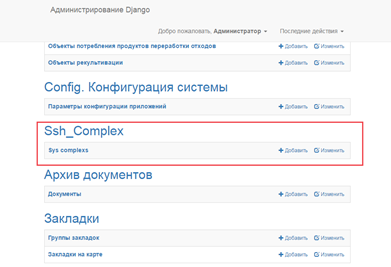 Администрирование Django
Добро пожаловать, Администратор Последние действия
Объекты потребления продуктов переработки отходов Добавить Изменить
Объекты рекультивации Добавить Изменить
Config. Конфигурация системы
Параметры конфигурации приложений Добавить Изменить
Ssh_Complex
Sys complexs Добавить Изменить
Архив документов
Документы Добавить Изменить
Закладки
Группы закладок Добавить Изменить
Закладки на карте Добавить Изменить